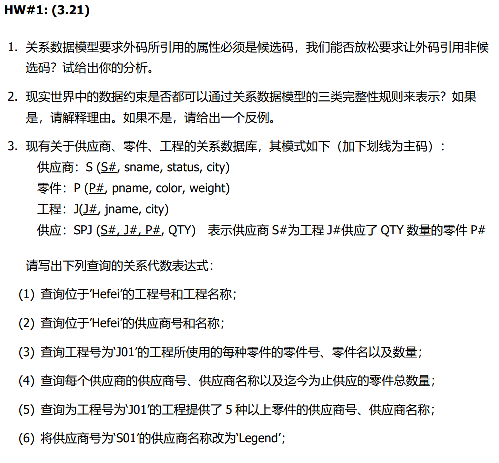 HW#1: (3.21)
1. 关系数据模型要求外码所引用的属性必须是候选码，我们能否放松要求让外码引用非候
选码？试给出你的分析。
2. 现实世界中的数据约束是否都可以通过关系数据模型的三类完整性规则来表示？如果
是，请解释理由。如果不是，请给出一个反例。
3. 现有关于供应商、零件、工程的关系数据库，其模式如下（加下划线为主码）：
供应商：S (S#, sname, status, city)
零件：P (P#, pname, color, weight)
工程：J(J#, jname, city)
供应：SPJ (S#, J#, P#, QTY) 表示供应商 S#为工程 J#供应了 QTY 数量的零件 P#
请写出下列查询的关系代数表达式：
(1) 查询位于‘Hefei’的工程号和工程名称；
(2) 查询位于‘Hefei’的供应商号和名称；
(3) 查询工程号为‘J01’的工程所使用的每种零件的零件号、零件名以及数量；
(4) 查询每个供应商的供应商号、供应商名称以及迄今为止供应的零件总数量；
(5) 查询为工程号为‘J01’的工程提供了 5 种以上零件的供应商号、供应商名称；
(6) 将供应商号为‘S01’的供应商名称改为‘Legend’；